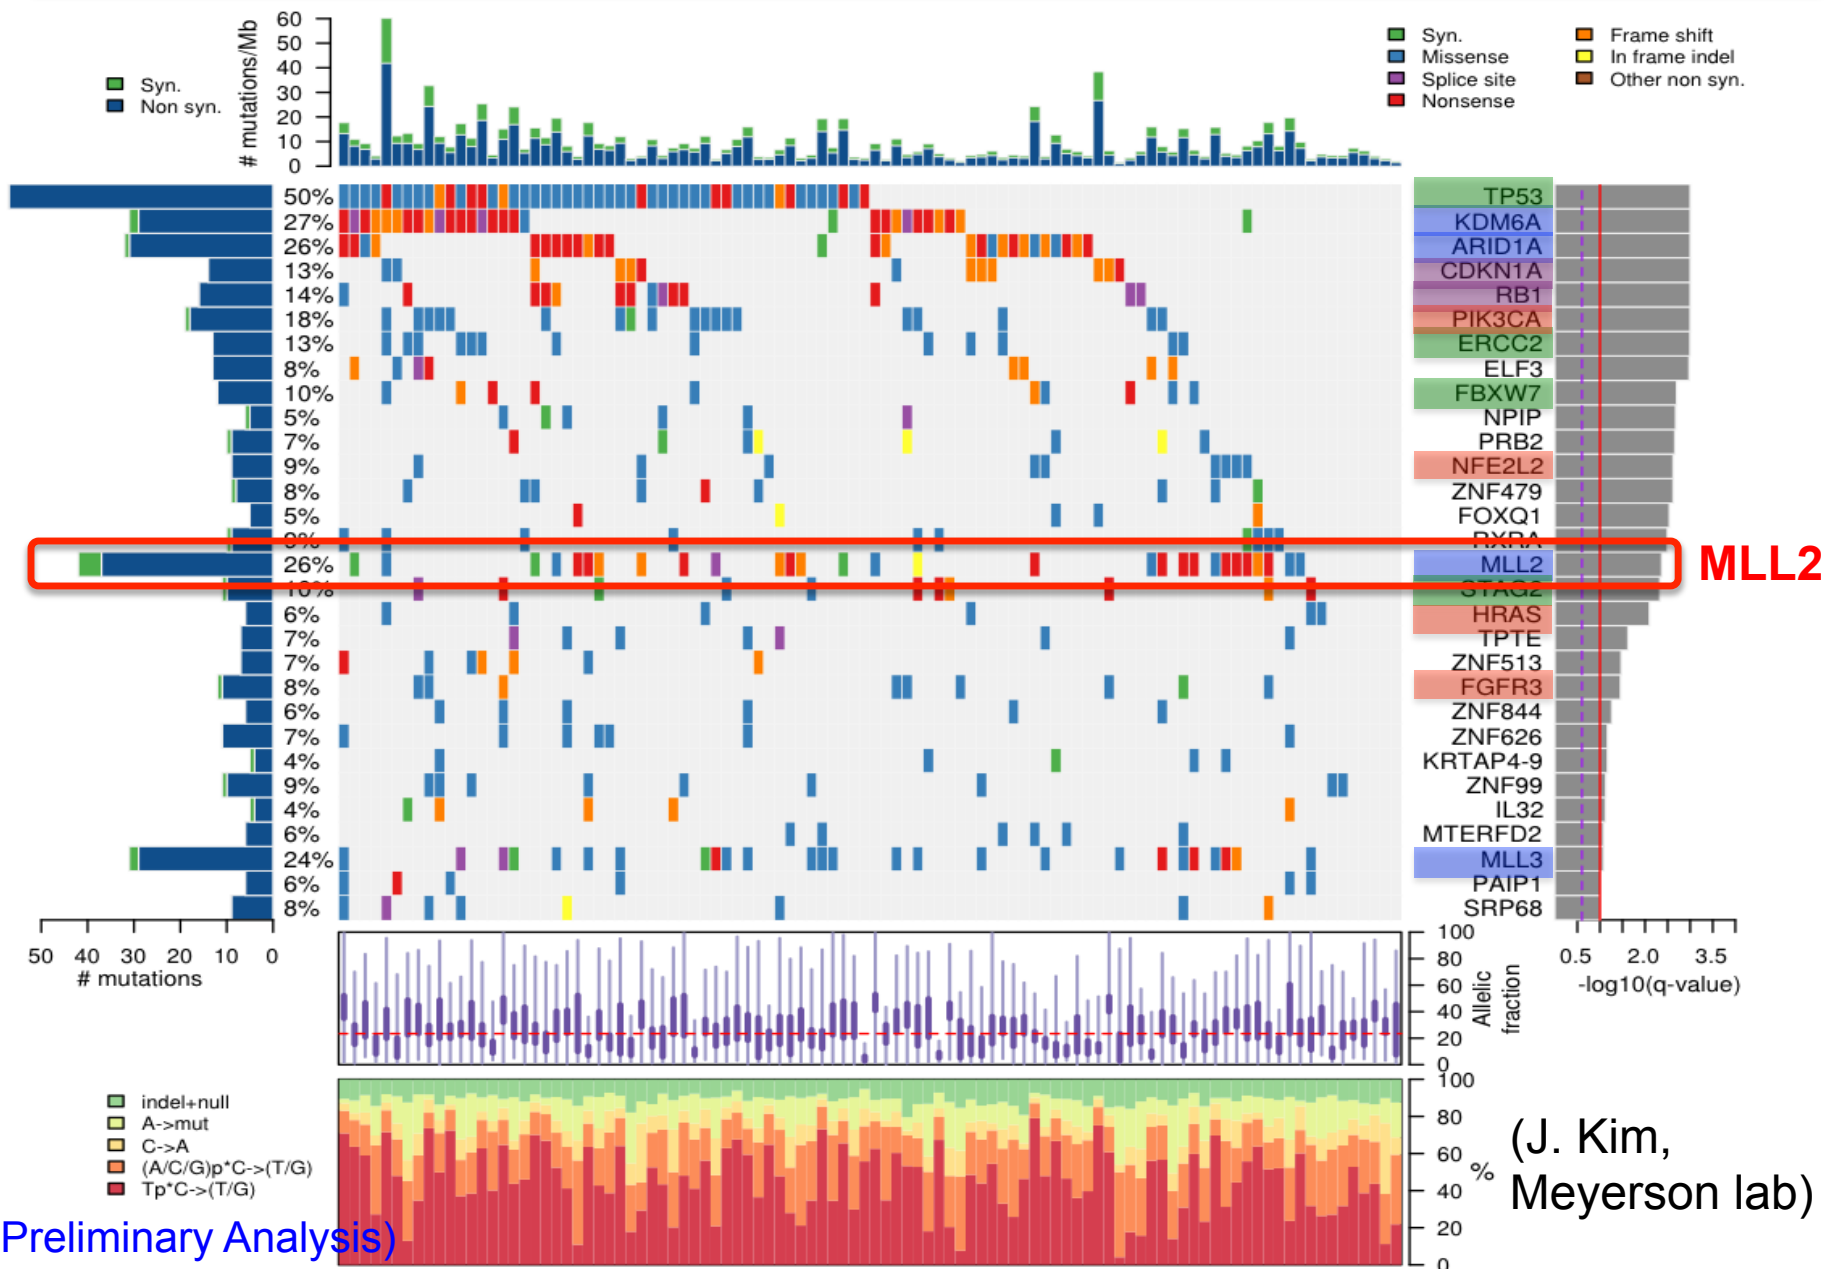 # mutations/Mb
60
50
40
30
20
10
0
Syn.
Non syn.
Syn.
Missense
Splice site
Nonsense
Frame shift
In frame indel
Other non syn.
50% TP53
27% KDM6A
26% ARID1A
13% CDKN1A
14% RB1
18% PIK3CA
13% ERCC2
8% ELF3
10% FBXW7
5% NPIP
7% PRB2
9% NFE2L2
8% ZNF479
5% FOXQ1
9% RXRA
26% MLL2 MLL2
10% STAG2
6% HRAS
7% TPTE
7% ZNF513
8% FGFR3
6% ZNF844
7% ZNF626
4% KRTAP4-9
9% ZNF99
4% IL32
6% MTERFD2
24% MLL3
6% PAIP1
8% SRP68
50 40 30 20 10 0
# mutations
0.5 2.0 3.5
-log10(q-value)
100
80
60
40
20
0
Allelic
fraction
indel+null
A->mut
C->A
(A/C/G)p*C->(T/G)
Tp*C->(T/G)
100
80
60
40
20
0
%
(J. Kim,
Meyerson lab)
Preliminary Analysis)